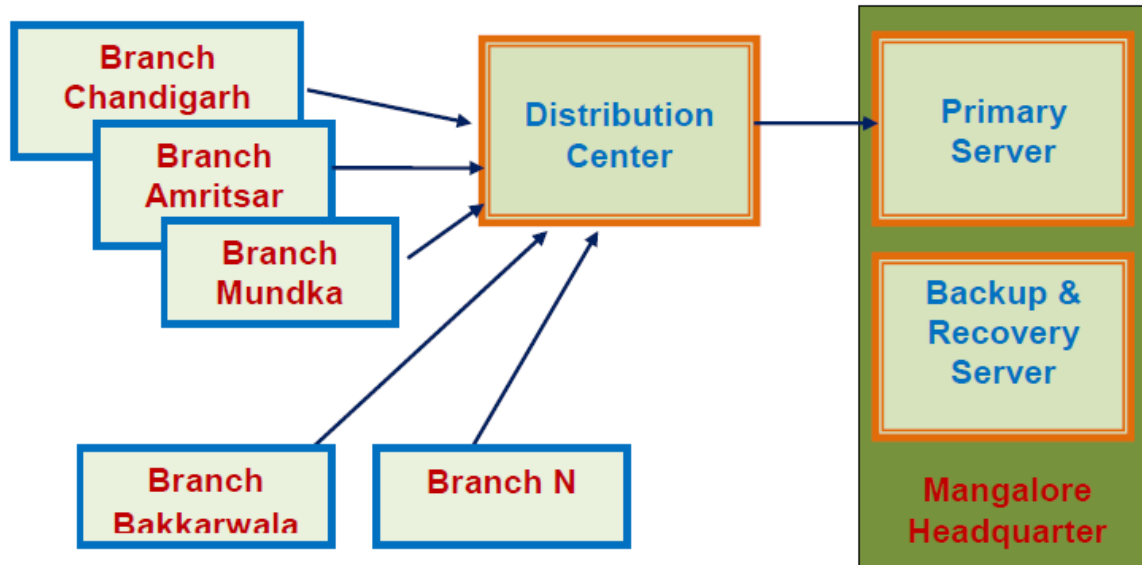 Branch
Chandigarh
Branch
Amritsar
Branch
Mundka
Distribution
Center
Primary
Server
Backup &
Recovery
Server
Branch
Bakkarwala
Branch N
Mangalore
Headquarter